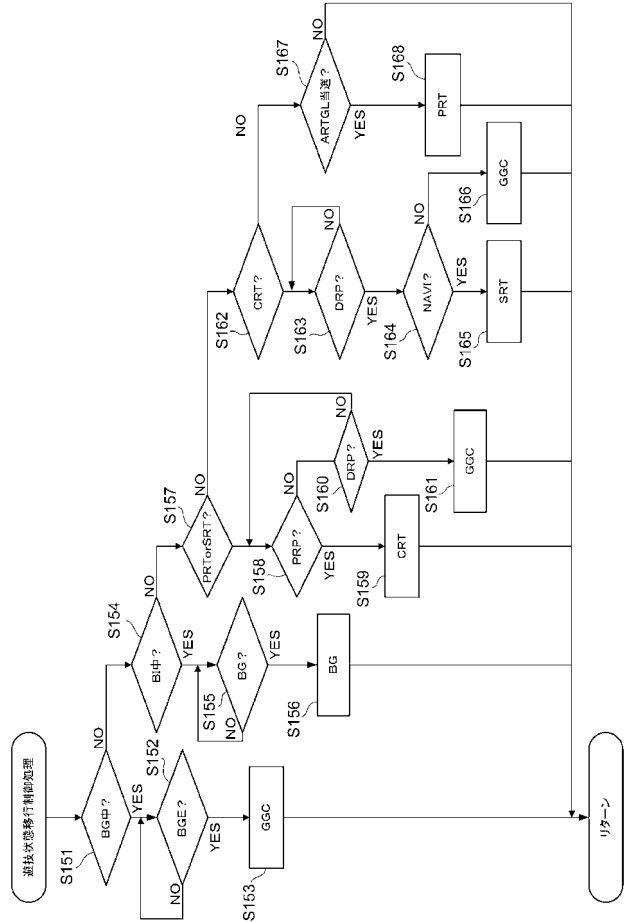 遊技状態移行制御処理
S151
BG中？
NO
YES
S152
BGE？
NO
YES
S153
GGC
S154
BI中？
NO
YES
S155
BG？
NO
YES
S156
BG
S157
PRTorSRT？
NO
S158
PRP？
NO
YES
S159
CRT
S160
DRP？
NO
YES
S161
GGC
S162
CRT？
NO
S163
DRP？
NO
YES
S164
NAVI？
NO
YES
S165
SRT
S166
GGC
S167
ARTGL当選？
NO
YES
S168
PRT
リターン